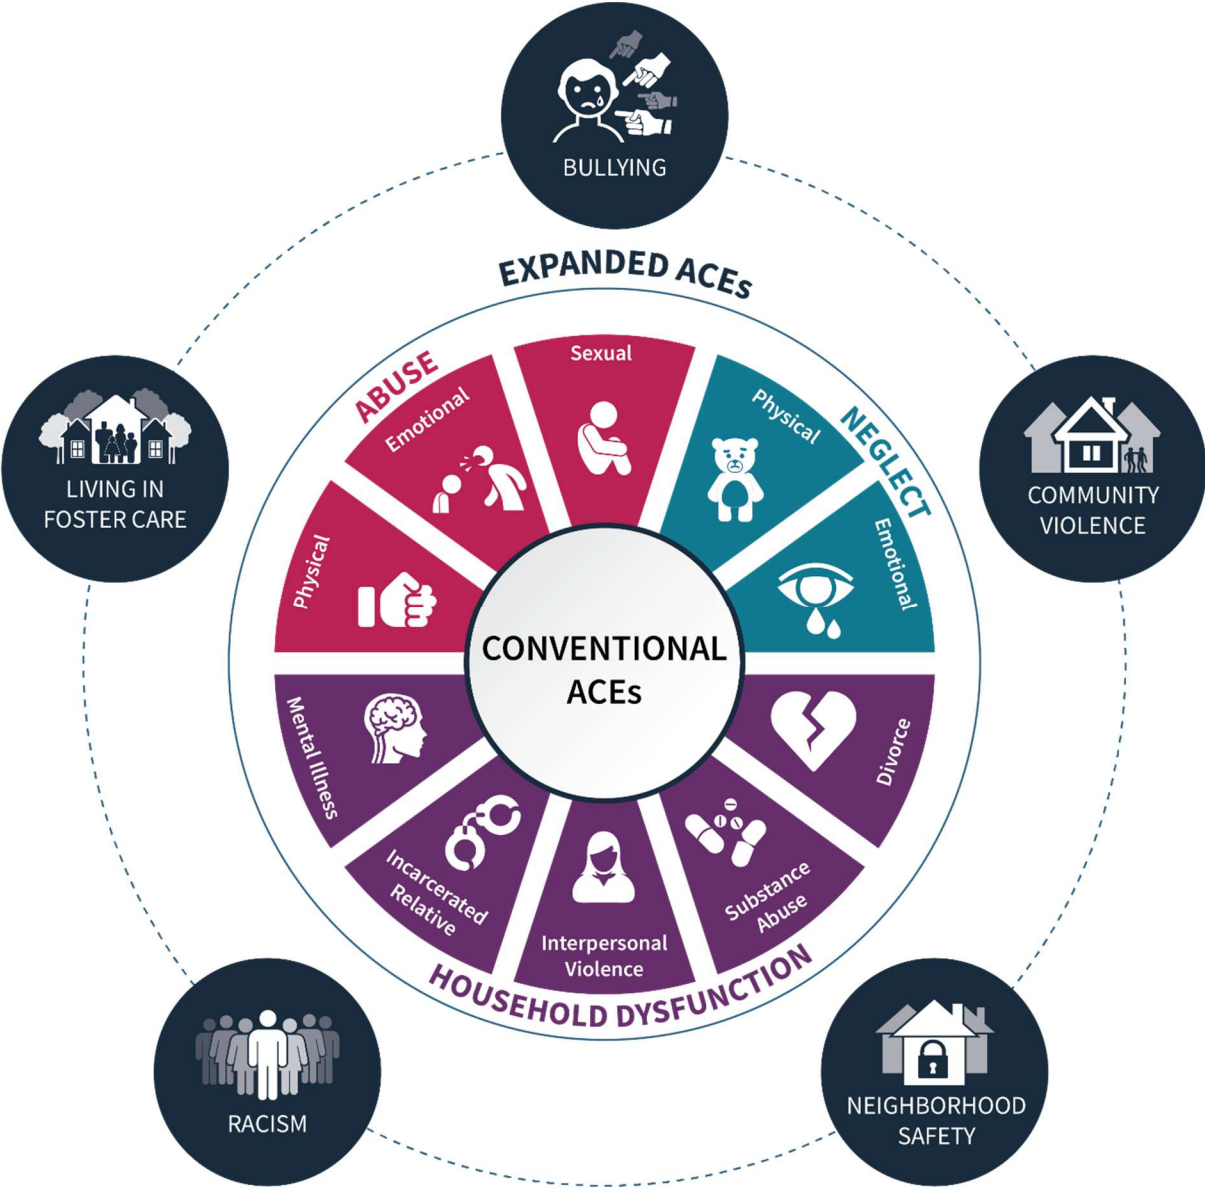 BULLYING
EXPANDED ACEs
LIVING IN
FOSTER CARE
COMMUNITY
VIOLENCE
ABUSE
Physical
Emotional
Sexual
NEGLECT
Physical
Emotional
CONVENTIONAL
ACEs
Mental Illness
Incarcerated
Relative
Interpersonal
Violence
Substance
Abuse
Divorce
HOUSEHOLD DYSFUNCTION
RACISM
NEIGHBORHOOD
SAFETY